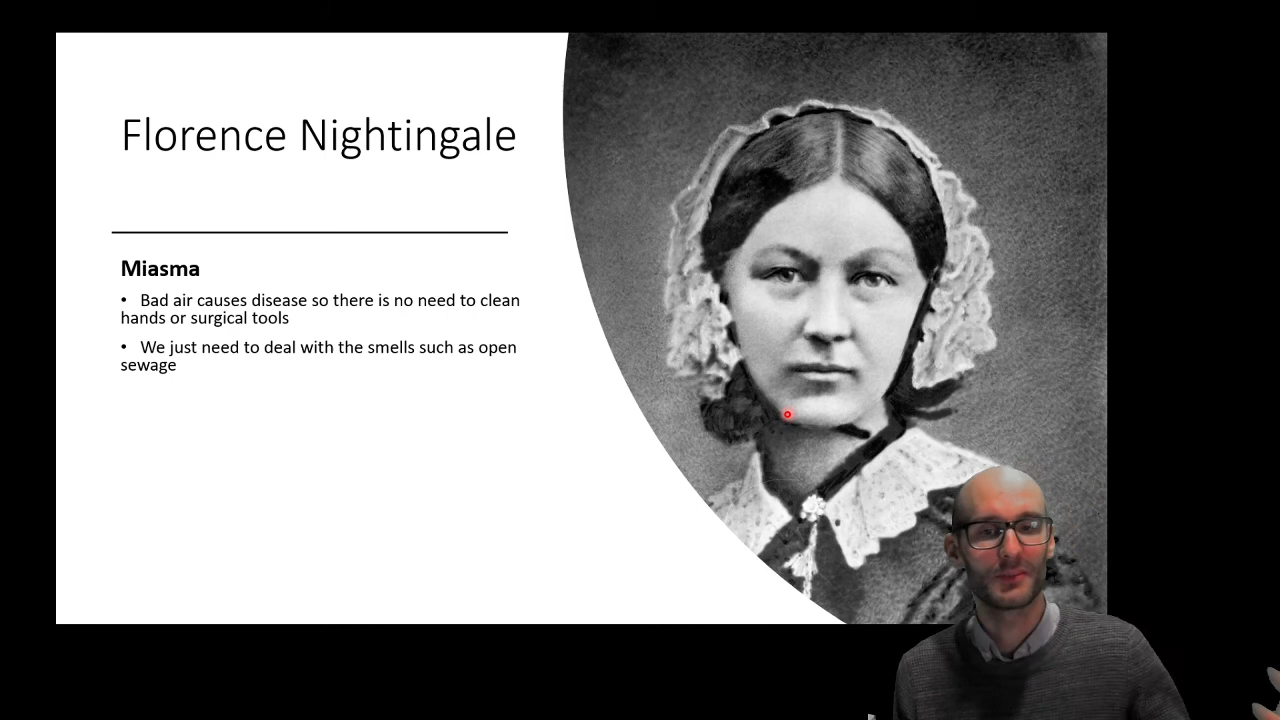 Florence Nightingale
Miasma
• Bad air causes disease so there is no need to clean
hands or surgical tools
• We just need to deal with the smells such as open
sewage